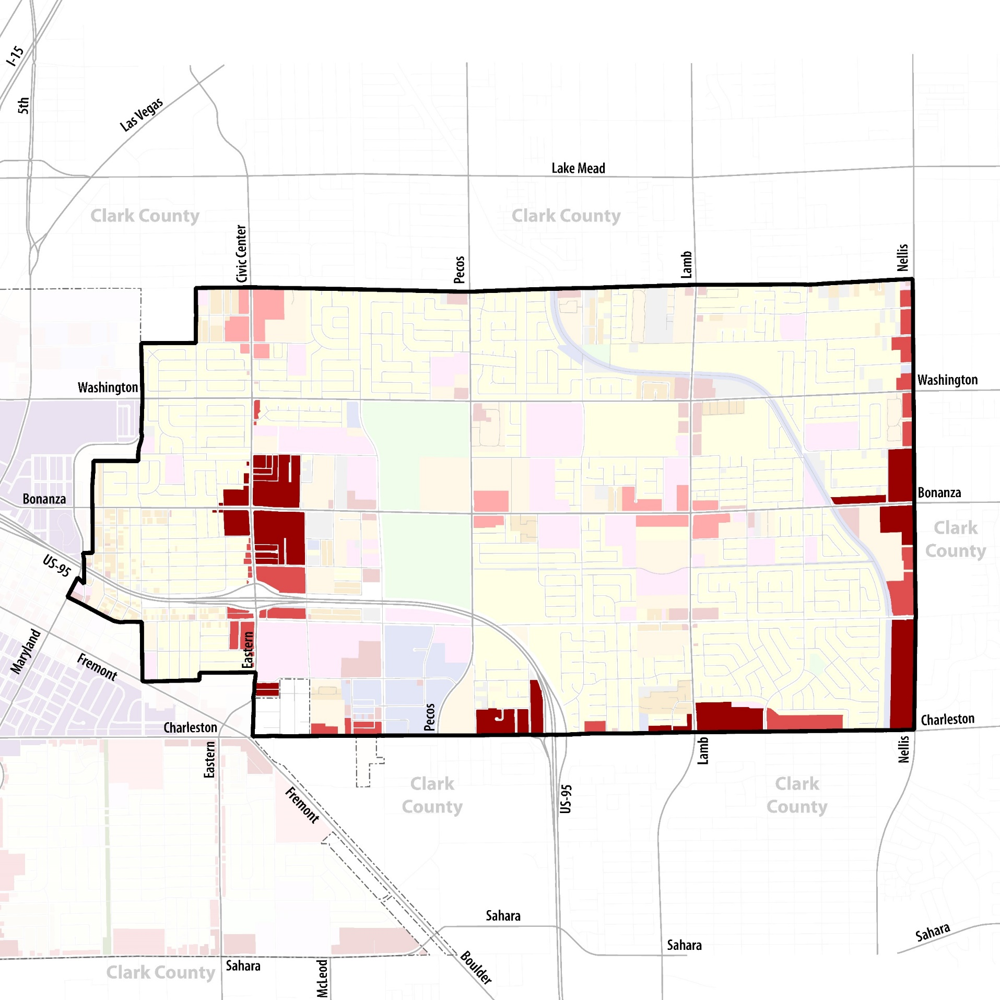 I-15
5th
Las Vegas
Lake Mead
Clark County
Clark County
Civic Center
Pecos
Lamb
Nellis
Washington
Washington
Bonanza
Bonanza
Clark
County
US-95
Maryland
Fremont
Eastern
Pecos
Charleston
Charleston
Eastern
Lamb
Nellis
Fremont
Clark
County
US-95
Clark
County
Sahara
Sahara
Sahara
Clark County
Sahara
McLeod
Boulder